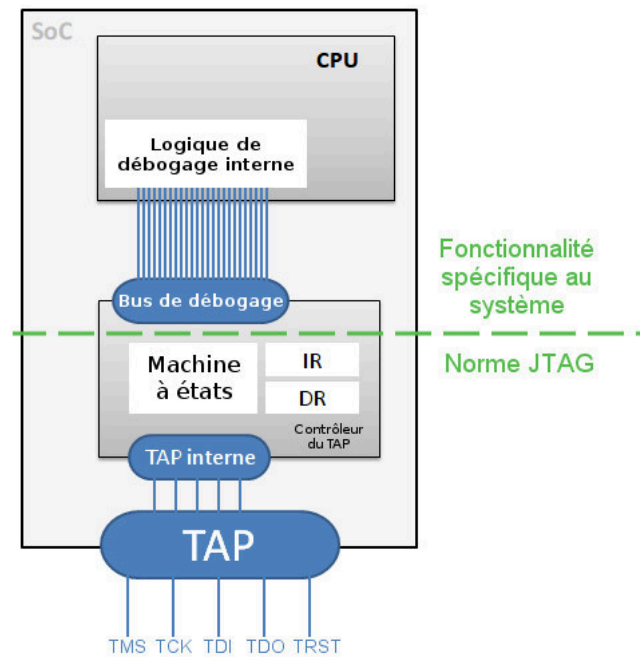 SoC
CPU
Logique de
débogage interne
Bus de débogage
Fonctionnalité
spécifique au
système
Norme JTAG
Machine
à états
IR
DR
Contrôleur
du TAP
TAP interne
TAP
TMS TCK TDI TDO TRST